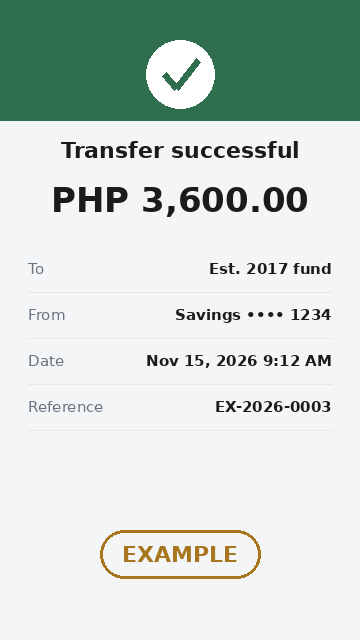 Transfer successful
PHP 3,600.00
To Est. 2017 fund
From Savings •••• 1234
Date Nov 15, 2026 9:12 AM
Reference EX-2026-0003
EXAMPLE